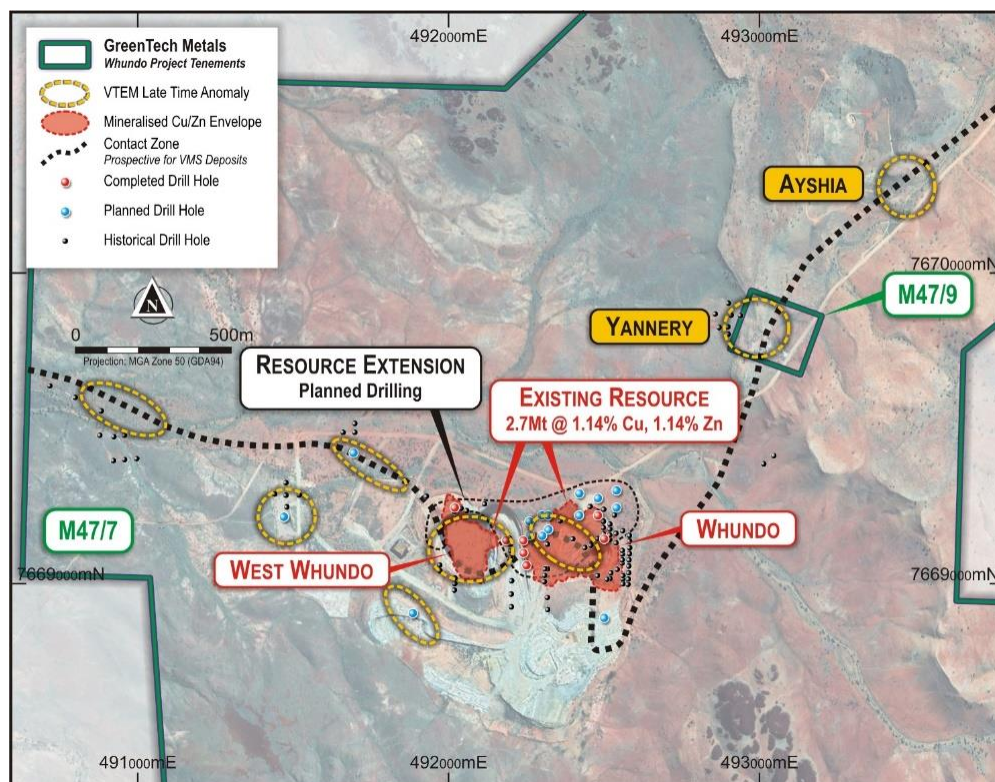 492000mE
493000mE
GreenTech Metals
Whundo Project Tenements
VTEM Late Time Anomaly
Mineralised Cu/Zn Envelope
Contact Zone
Prospective for VMS Deposits
Completed Drill Hole
Planned Drill Hole
Historical Drill Hole
AYSHIA
7670000mN
M47/9
N
YANNERY
0 500m
Projection: MGA Zone 50 (GDA94)
RESOURCE EXTENSION
Planned Drilling
EXISTING RESOURCE
2.7Mt @ 1.14% Cu, 1.14% Zn
M47/7
WHUNDO
WEST WHUNDO
7669000mN
7669000mN
491000mE
492000mE
493000mE